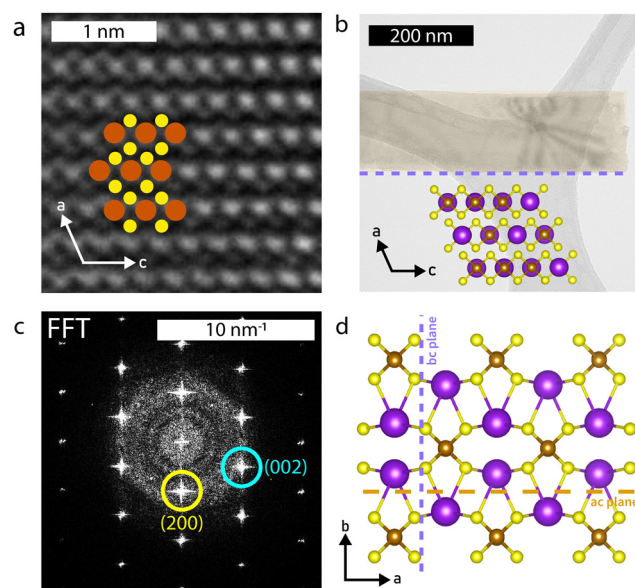 a
1 nm
a
c
b
200 nm
a
c
c
FFT
10 nm⁻¹
(002)
(200)
d
bc plane
ac plane
b
a